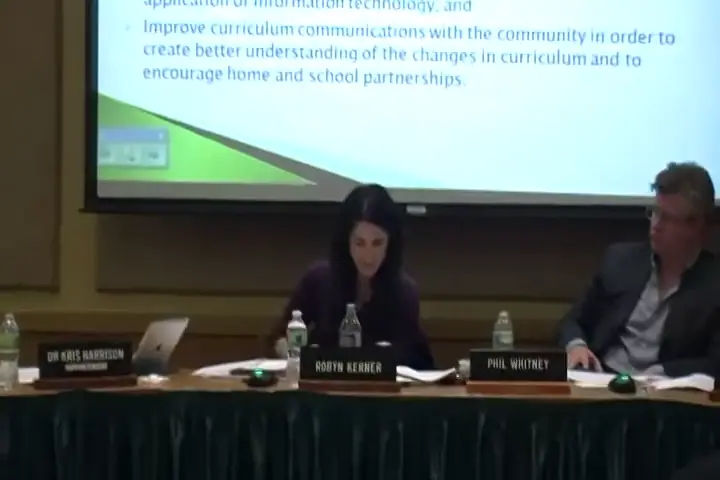 application of information technology, and
Improve curriculum communications with the community in order to
create better understanding of the changes in curriculum and to
encourage home and school partnerships.
DR KRIS HARRISON
ROBYN KERNER
PHIL WHITNEY